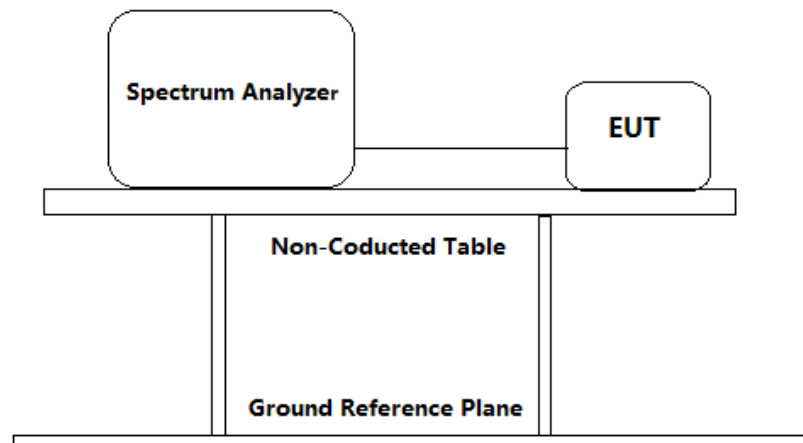 Spectrum Analyzer
EUT
Non-Coducted Table
Ground Reference Plane